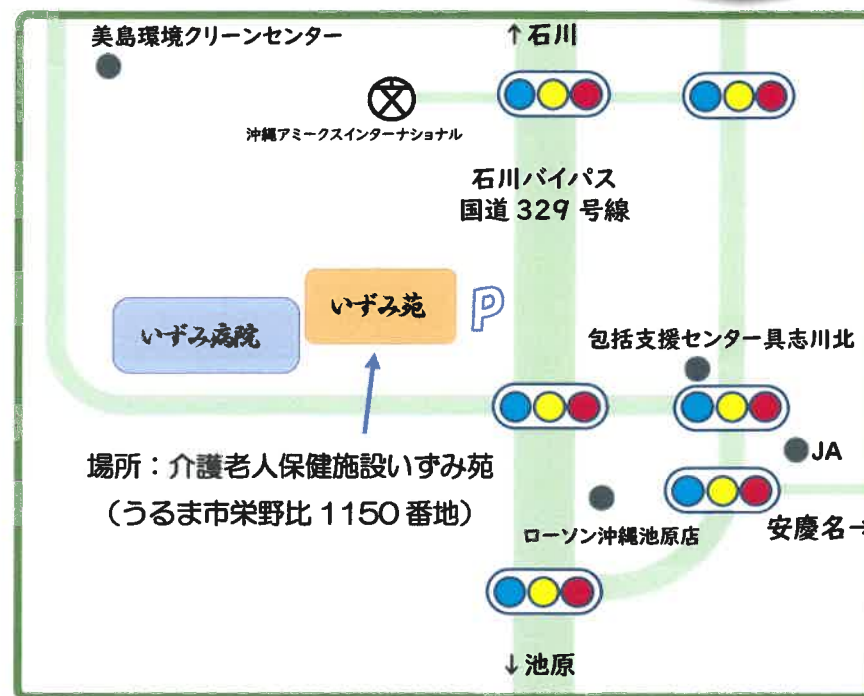 美島環境クリーンセンター
↑石川
文
沖縄アミークスインターナショナル
石川バイパス
国道 329 号線
いずみ苑
P
いずみ病院
包括支援センター具志川北
場所：介護老人保健施設いずみ苑
（うるま市栄野比 1150 番地）
JA
ローソン沖縄池原店
安慶名→
↓池原